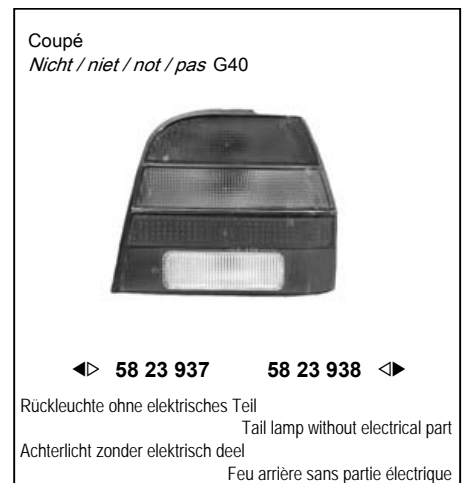 Coupé
Nicht / niet / not / pas G40
◀▷ 58 23 937 58 23 938 ◁▶
Rückleuchte ohne elektrisches Teil
Tail lamp without electrical part
Achterlicht zonder elektrisch deel
Feu arrière sans partie électrique